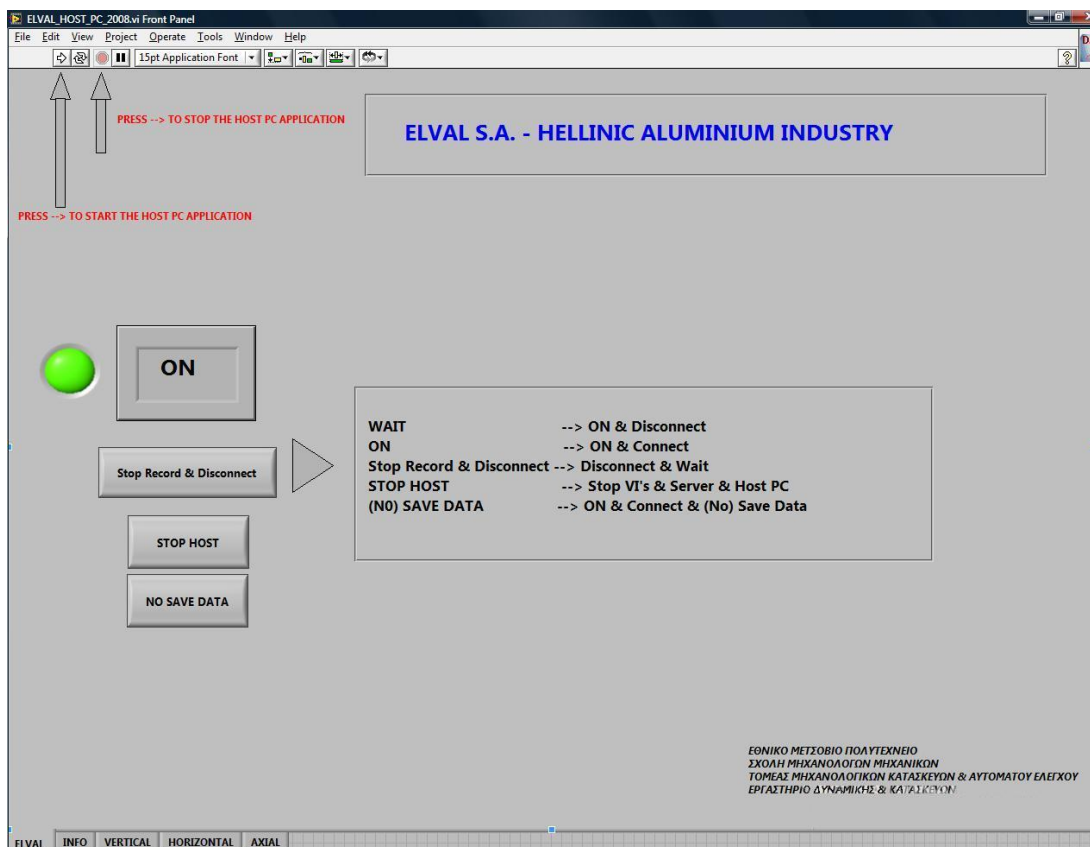 ELVAL_HOST_PC_2008.vi Front Panel
File Edit View Project Operate Tools Window Help
15pt Application Font
PRESS --> TO STOP THE HOST PC APPLICATION
ELVAL S.A. - HELLINIC ALUMINIUM INDUSTRY
PRESS --> TO START THE HOST PC APPLICATION
ON
WAIT --> ON & Disconnect
ON --> ON & Connect
Stop Record & Disconnect --> Disconnect & Wait
STOP HOST --> Stop VI's & Server & Host PC
(N0) SAVE DATA --> ON & Connect & (No) Save Data
Stop Record & Disconnect
STOP HOST
NO SAVE DATA
ΕΘΝΙΚΟ ΜΕΤΣΟΒΙΟ ΠΟΛΥΤΕΧΝΕΙΟ
ΣΧΟΛΗ ΜΗΧΑΝΟΛΟΓΩΝ ΜΗΧΑΝΙΚΩΝ
ΤΟΜΕΑΣ ΜΗΧΑΝΟΛΟΓΙΚΩΝ ΚΑΤΑΣΚΕΥΩΝ & ΑΥΤΟΜΑΤΟΥ ΕΛΕΓΧΟΥ
ΕΡΓΑΣΤΗΡΙΟ ΔΥΝΑΜΙΚΗΣ & ΚΑΤΑΣΚΕΥΩΝ
ELVAL INFO VERTICAL HORIZONTAL AXIAL